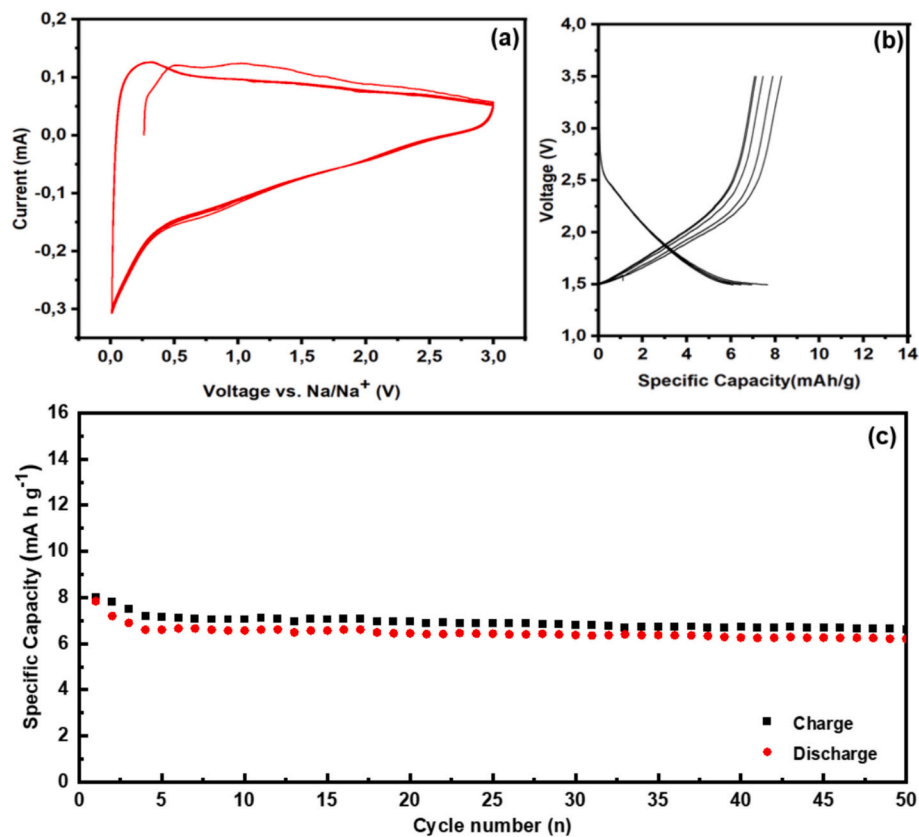 (a)
0,2
0,1
0,0
-0,1
-0,2
-0,3
Current (mA)
0,0 0,5 1,0 1,5 2,0 2,5 3,0
Voltage vs. Na/Na⁺ (V)
(b)
4,0
3,5
3,0
2,5
2,0
1,5
1,0
Voltage (V)
0 2 4 6 8 10 12 14
Specific Capacity(mAh/g)
(c)
16
14
12
10
8
6
4
2
0
Specific Capacity (mA h g⁻¹)
Charge
Discharge
0 5 10 15 20 25 30 35 40 45 50
Cycle number (n)